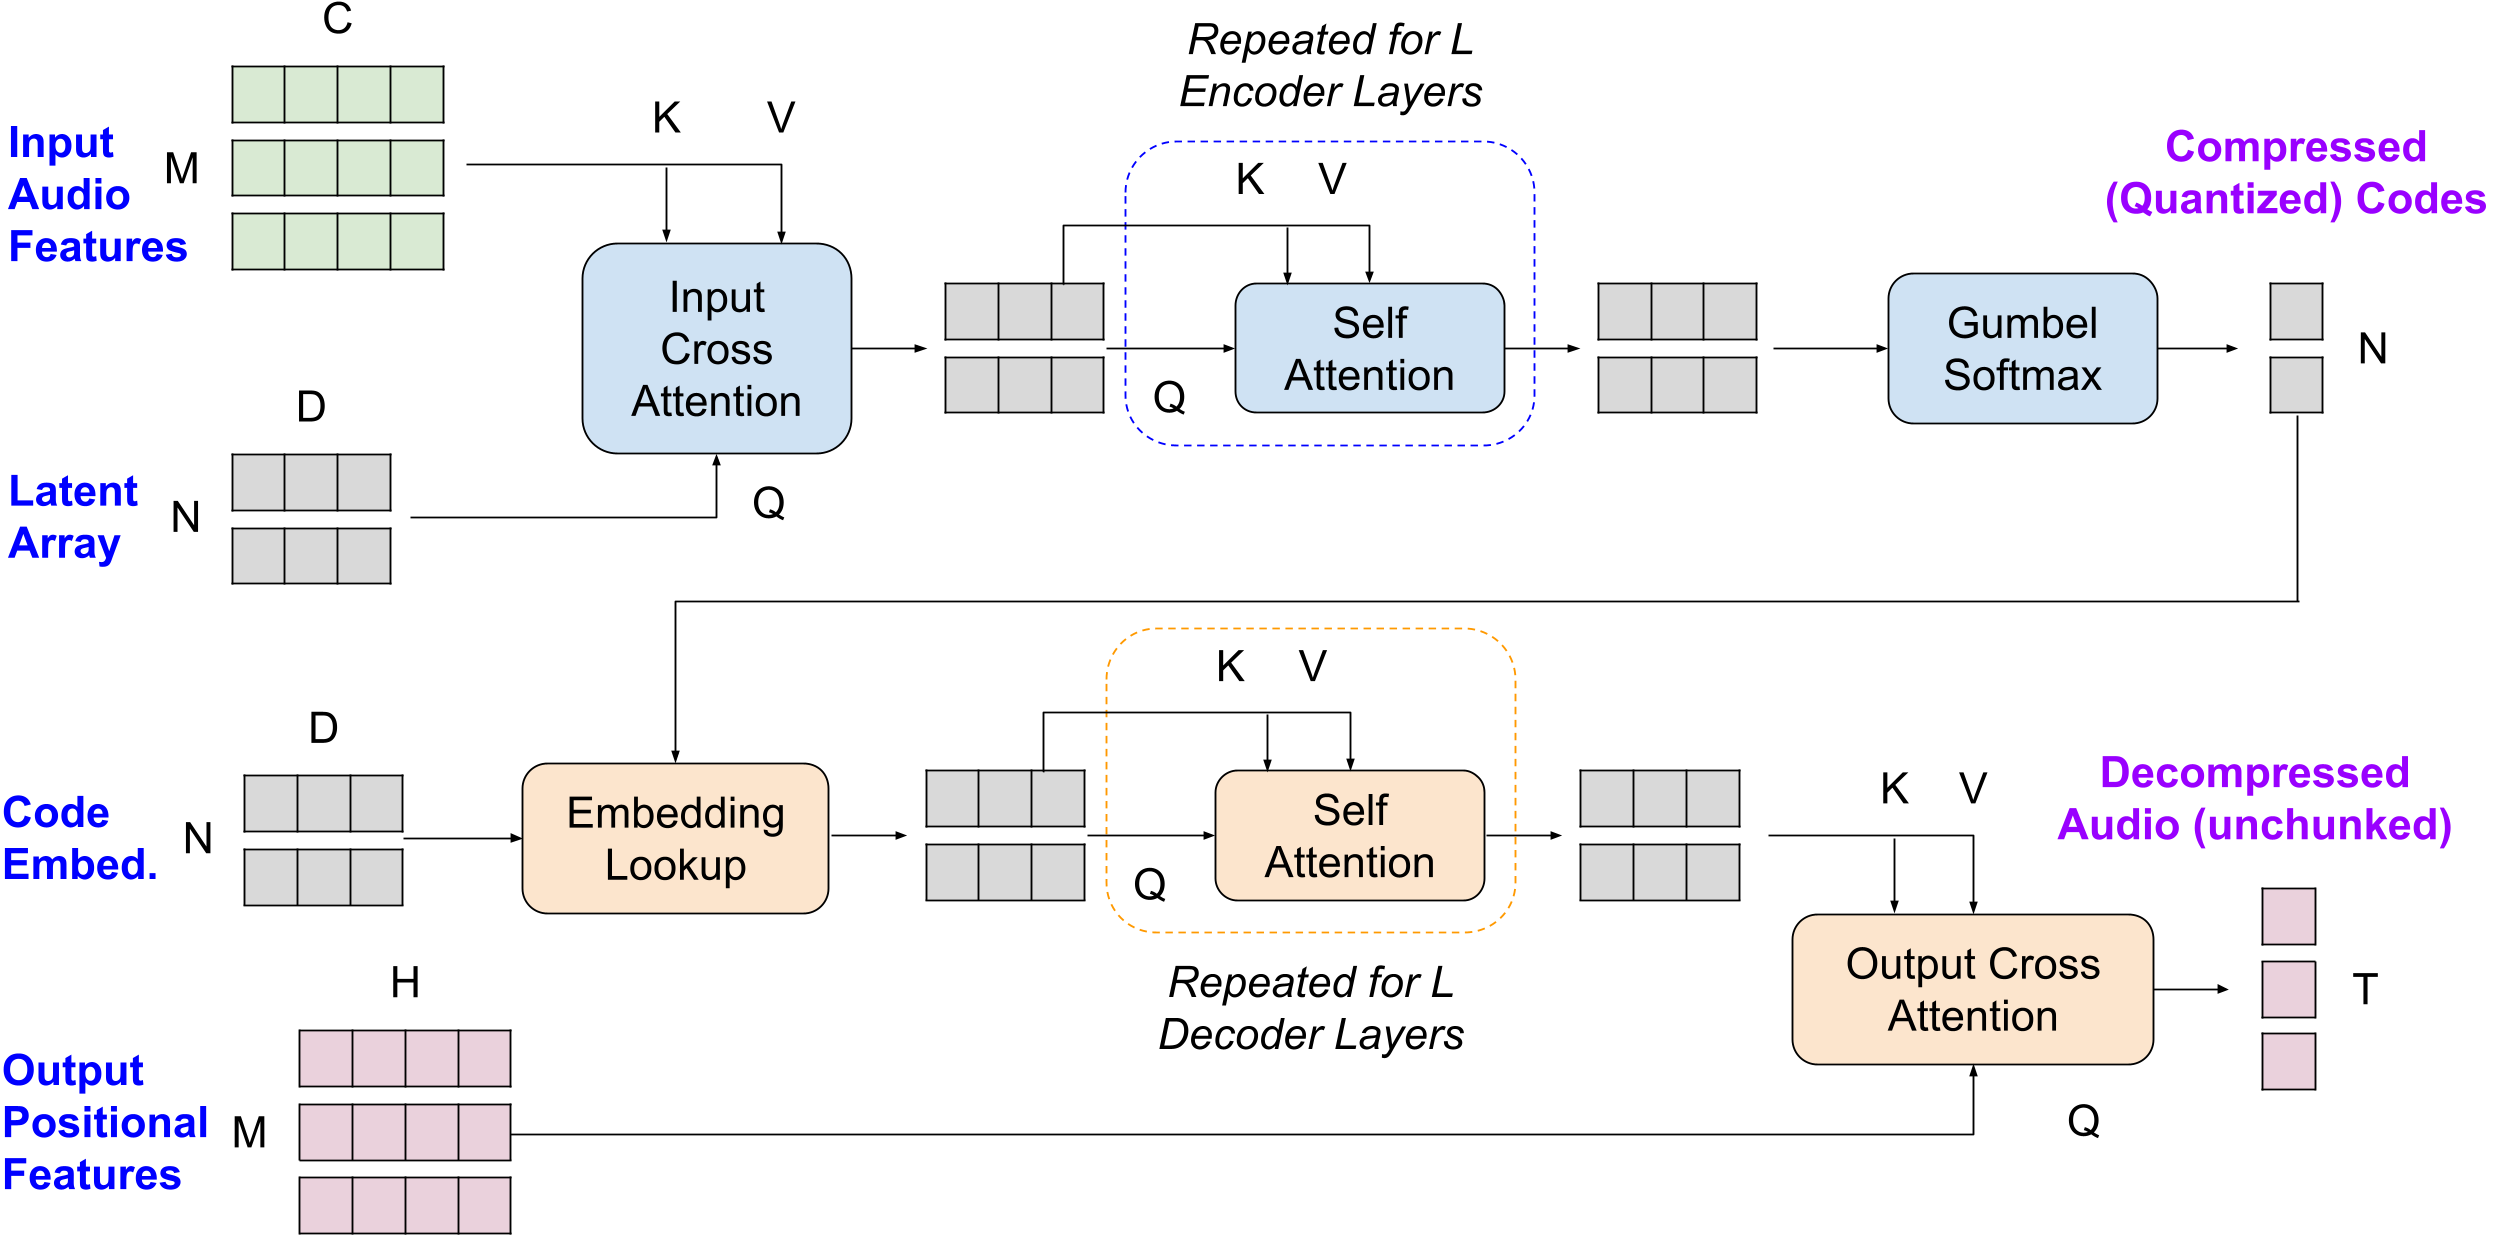 C
Repeated for L
Encoder Layers
K V
Input
Audio
Features
M
Compressed
(Quantized) Codes
K V
Input
Cross
Attention
Self
Attention
Gumbel
Softmax
N
Q
D
Latent
Array
N
Q
D
K V
Code
Embed.
N
Embedding
Lookup
Self
Attention
Q
K V
Decompressed
Audio (unchunked)
Output Cross
Attention
T
H
Repeated for L
Decoder Layers
Output
Positional
Features
M
Q